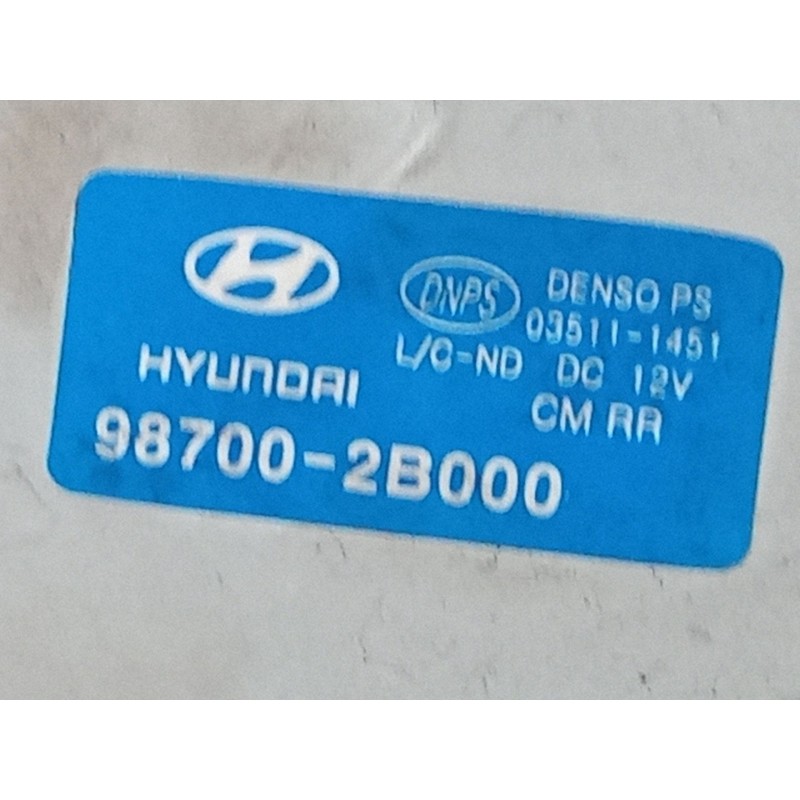 HYUNDAI
98700-2B000
DNPS
DENSO PS
03511-1451
L/C-ND DC 12V
CM RR